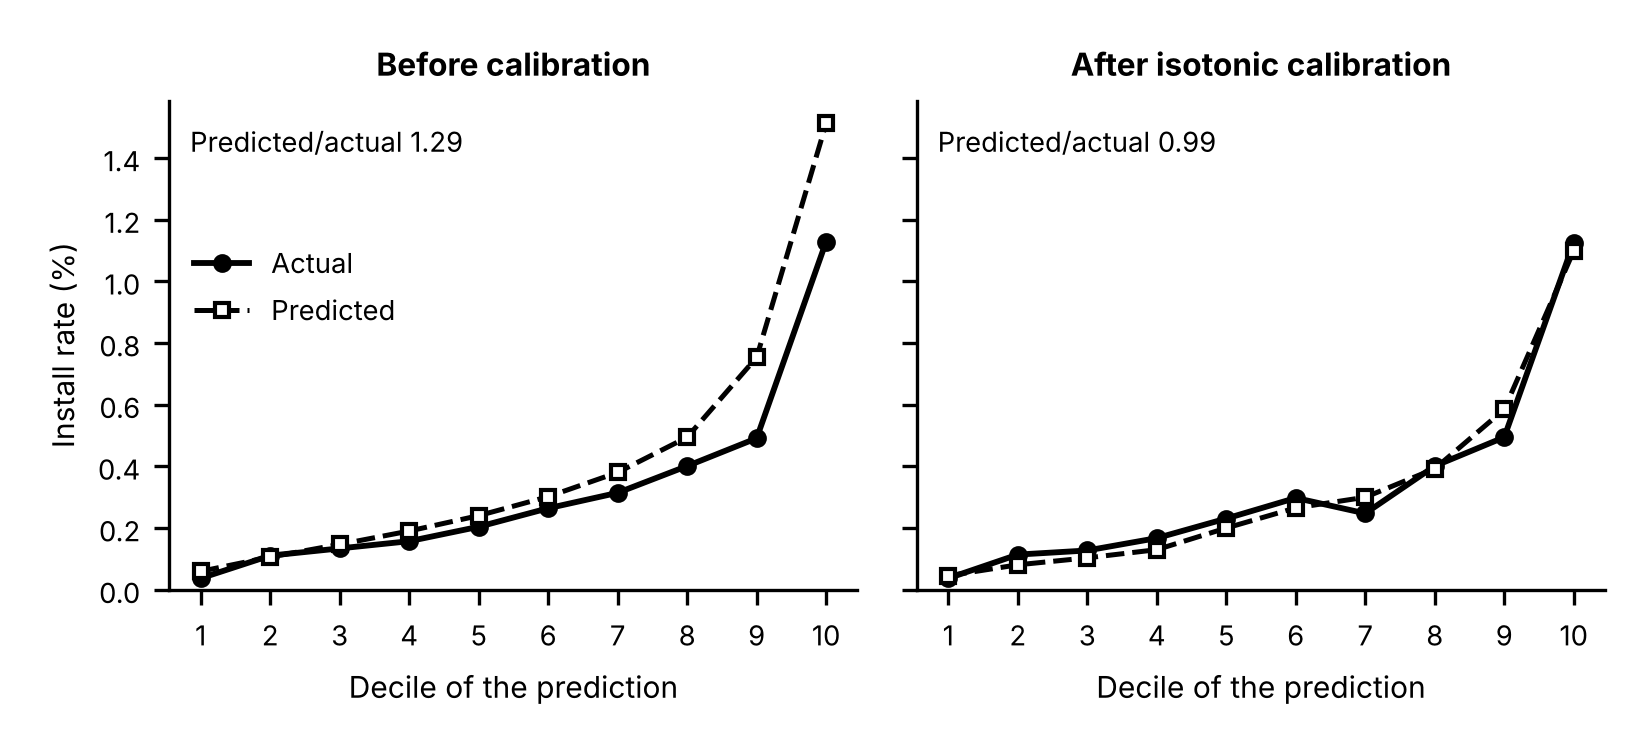 Before calibration
Predicted/actual 1.29
Actual
Predicted
Install rate (%)
1.4
1.2
1.0
0.8
0.6
0.4
0.2
0.0
1 2 3 4 5 6 7 8 9 10
Decile of the prediction
After isotonic calibration
Predicted/actual 0.99
1 2 3 4 5 6 7 8 9 10
Decile of the prediction